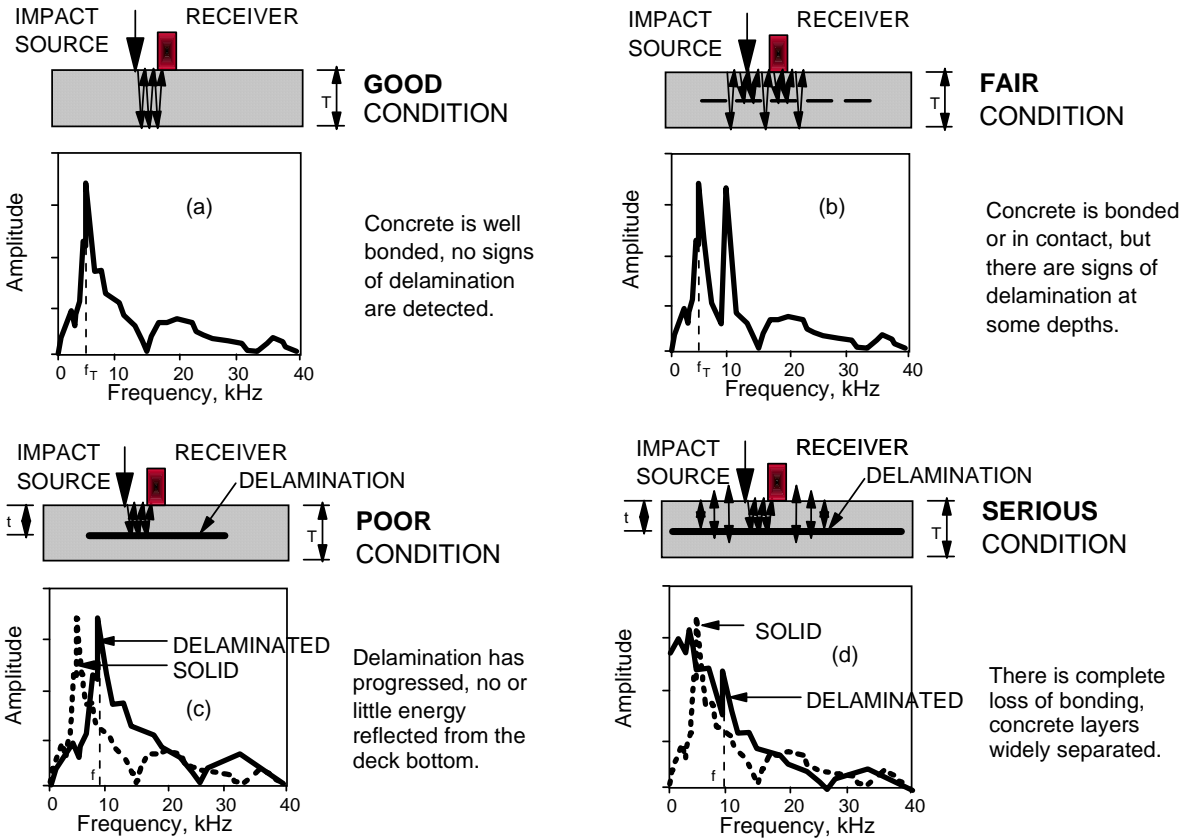 IMPACT
SOURCE
RECEIVER
T
GOOD
CONDITION
Amplitude
(a)
0
f T
10
20
30
40
Frequency, kHz
Concrete is well
bonded, no signs
of delamination
are detected.
IMPACT
SOURCE
RECEIVER
T
FAIR
CONDITION
Amplitude
(b)
0
f T
10
20
30
40
Frequency, kHz
Concrete is bonded
or in contact, but
there are signs of
delamination at
some depths.
IMPACT
SOURCE
RECEIVER
DELAMINATION
t
T
POOR
CONDITION
Amplitude
DELAMINATED
SOLID
(c)
f
0
10
20
30
40
Frequency, kHz
Delamination has
progressed, no or
little energy
reflected from the
deck bottom.
IMPACT
SOURCE
RECEIVER
DELAMINATION
t
T
SERIOUS
CONDITION
Amplitude
SOLID
(d)
DELAMINATED
f
0
10
20
30
40
Frequency, kHz
There is complete
loss of bonding,
concrete layers
widely separated.